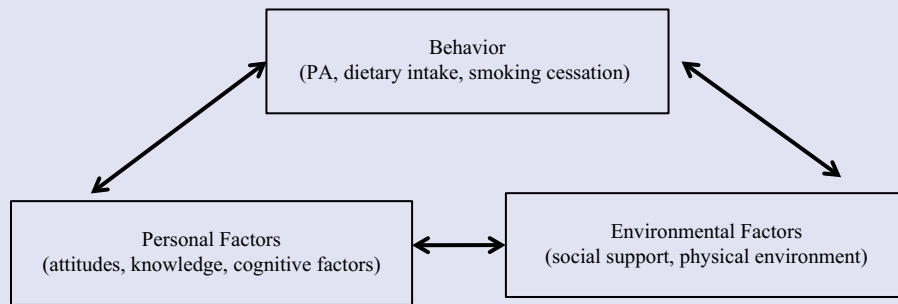 Behavior
(PA, dietary intake, smoking cessation)
Personal Factors
(attitudes, knowledge, cognitive factors)
Environmental Factors
(social support, physical environment)